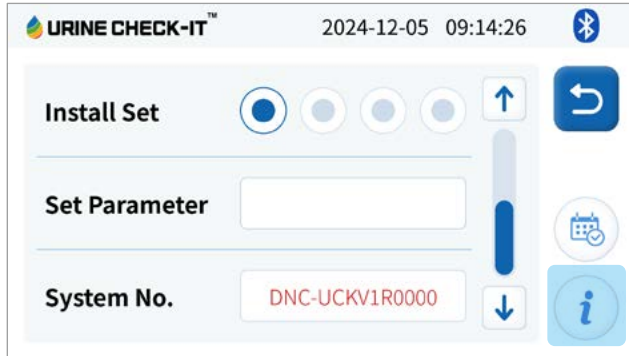 URINE CHECK-IT™ 2024-12-05 09:14:26
Install Set
Set Parameter
System No. DNC-UCKV1R0000
i